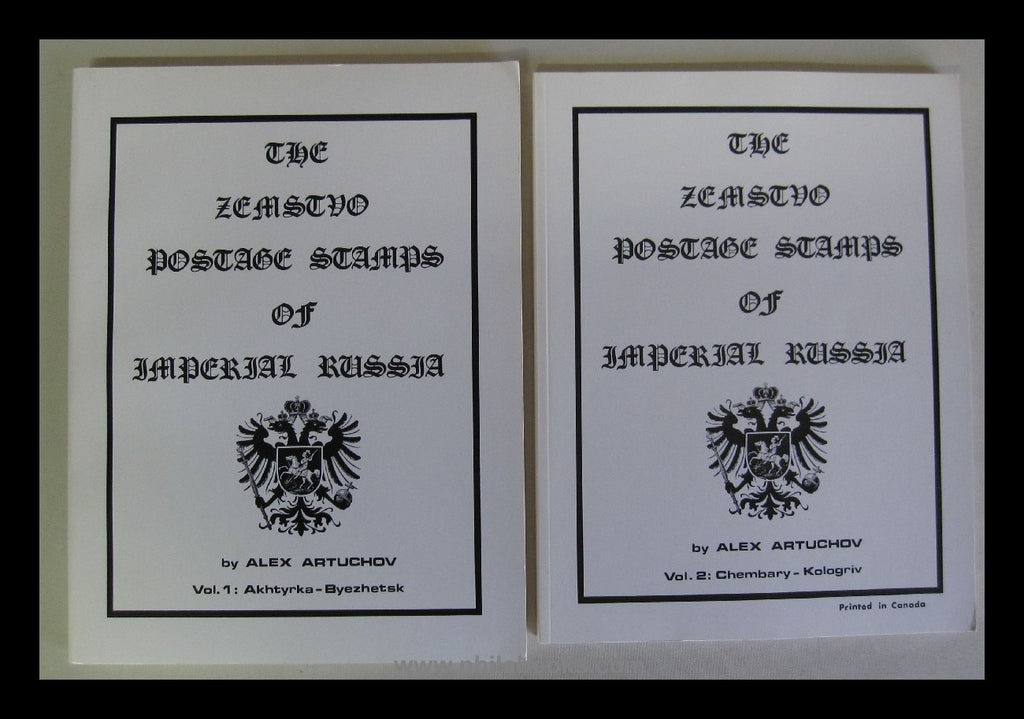 THE
ZEMSTVO
POSTAGE STAMPS
OF
IMPERIAL RUSSIA
by ALEX ARTUCHOV
Vol. 1: Akhtyrka - Byezhetsk
THE
ZEMSTVO
POSTAGE STAMPS
OF
IMPERIAL RUSSIA
by ALEX ARTUCHOV
Vol. 2: Chembary - Kologriv
Printed in Canada